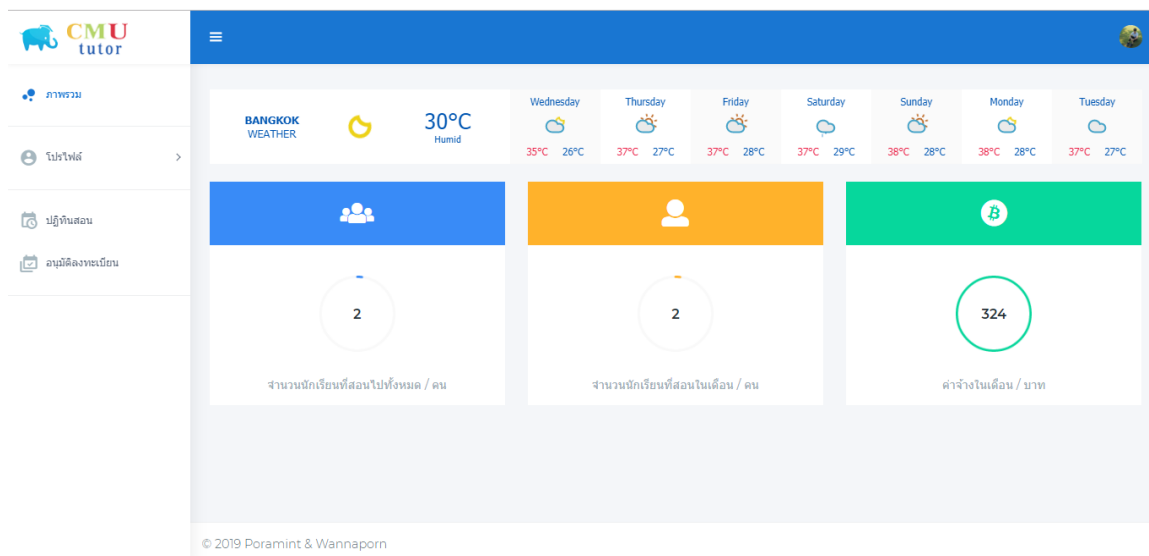 CMU
tutor
ภาพรวม
โปรไฟล์
ปฏิทินสอน
อนุมัติลงทะเบียน
BANGKOK
WEATHER
30°C
Humid
Wednesday
35°C 26°C
Thursday
37°C 27°C
Friday
37°C 28°C
Saturday
37°C 29°C
Sunday
38°C 28°C
Monday
38°C 28°C
Tuesday
37°C 27°C
2
จำนวนนักเรียนที่สอนไปทั้งหมด / คน
2
จำนวนนักเรียนที่สอนในเดือน / คน
324
ค่าจ้างในเดือน / บาท
© 2019 Poramint & Wannaporn